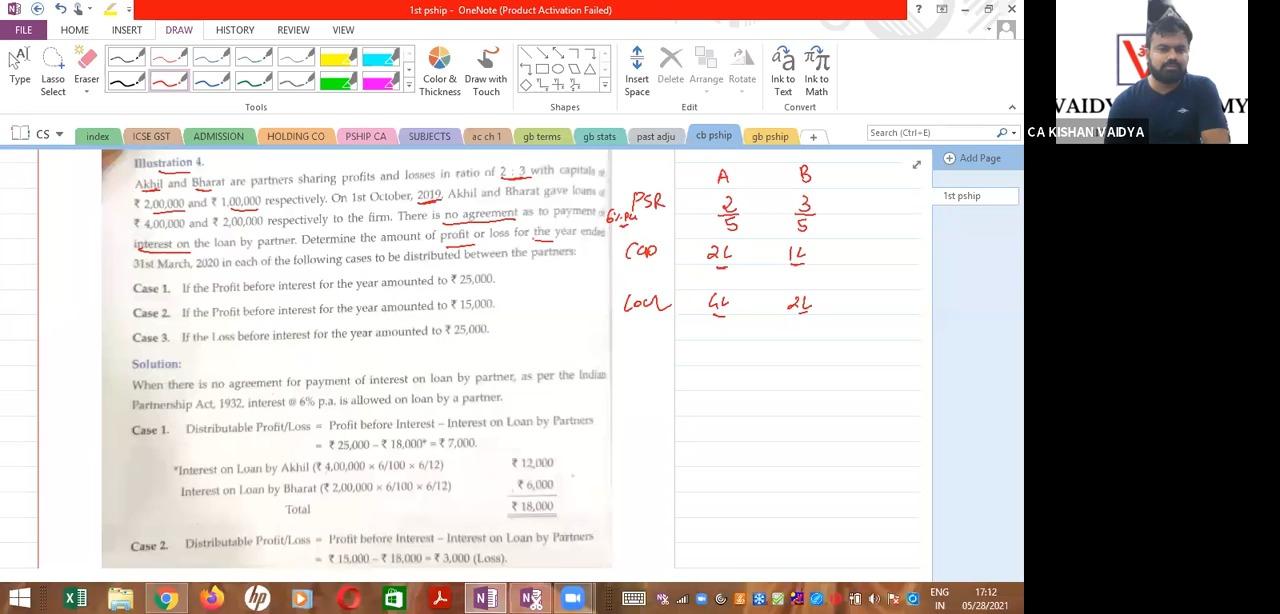 1st pship - OneNote (Product Activation Failed)
FILE HOME INSERT DRAW HISTORY REVIEW VIEW
Type
Lasso Select
Eraser
Color & Thickness
Draw with Touch
Insert Space
Delete
Arrange
Rotate
Ink to Text
Ink to Math
Tools
Shapes
Edit
Convert
CS
index
ICSE GST
ADMISSION
HOLDING CO
PSHIP CA
SUBJECTS
ac ch 1
gb terms
gb stats
past adju
cb pship
gb pship
Search (Ctrl+E)
Add Page
1st pship
CA KISHAN VAIDYA
Illustration 4.
Akhil and Bharat are partners sharing profits and losses in ratio of 2 : 3 with capitals of
₹ 2,00,000 and ₹ 1,00,000 respectively. On 1st October, 2019, Akhil and Bharat gave loans of
₹ 4,00,000 and ₹ 2,00,000 respectively to the firm. There is no agreement as to payment of
interest on the loan by partner. Determine the amount of profit or loss for the year ended
31st March, 2020 in each of the following cases to be distributed between the partners:
Case 1. If the Profit before interest for the year amounted to ₹ 25,000.
Case 2. If the Profit before interest for the year amounted to ₹ 15,000.
Case 3. If the Loss before interest for the year amounted to ₹ 25,000.
Solution:
When there is no agreement for payment of interest on loan by partner, as per the Indian
Partnership Act, 1932, interest @ 6% p.a. is allowed on loan by a partner.
Case 1. Distributable Profit/Loss = Profit before Interest – Interest on Loan by Partners
= ₹ 25,000 – ₹ 18,000* = ₹ 7,000.
*Interest on Loan by Akhil (₹ 4,00,000 × 6/100 × 6/12) ₹ 12,000
Interest on Loan by Bharat (₹ 2,00,000 × 6/100 × 6/12) ₹ 6,000
Total ₹ 18,000
Case 2. Distributable Profit/Loss = Profit before Interest – Interest on Loan by Partners
= ₹ 15,000 – ₹ 18,000 = ₹ 3,000 (Loss).
A B
PSR 2/5 3/5
2L 1L
4L 2L
ENG
IN
17:12
05/28/2021